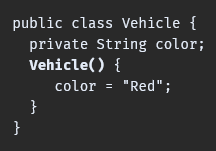 public class Vehicle {
  private String color;
  Vehicle() {
     color = "Red";
  }
}